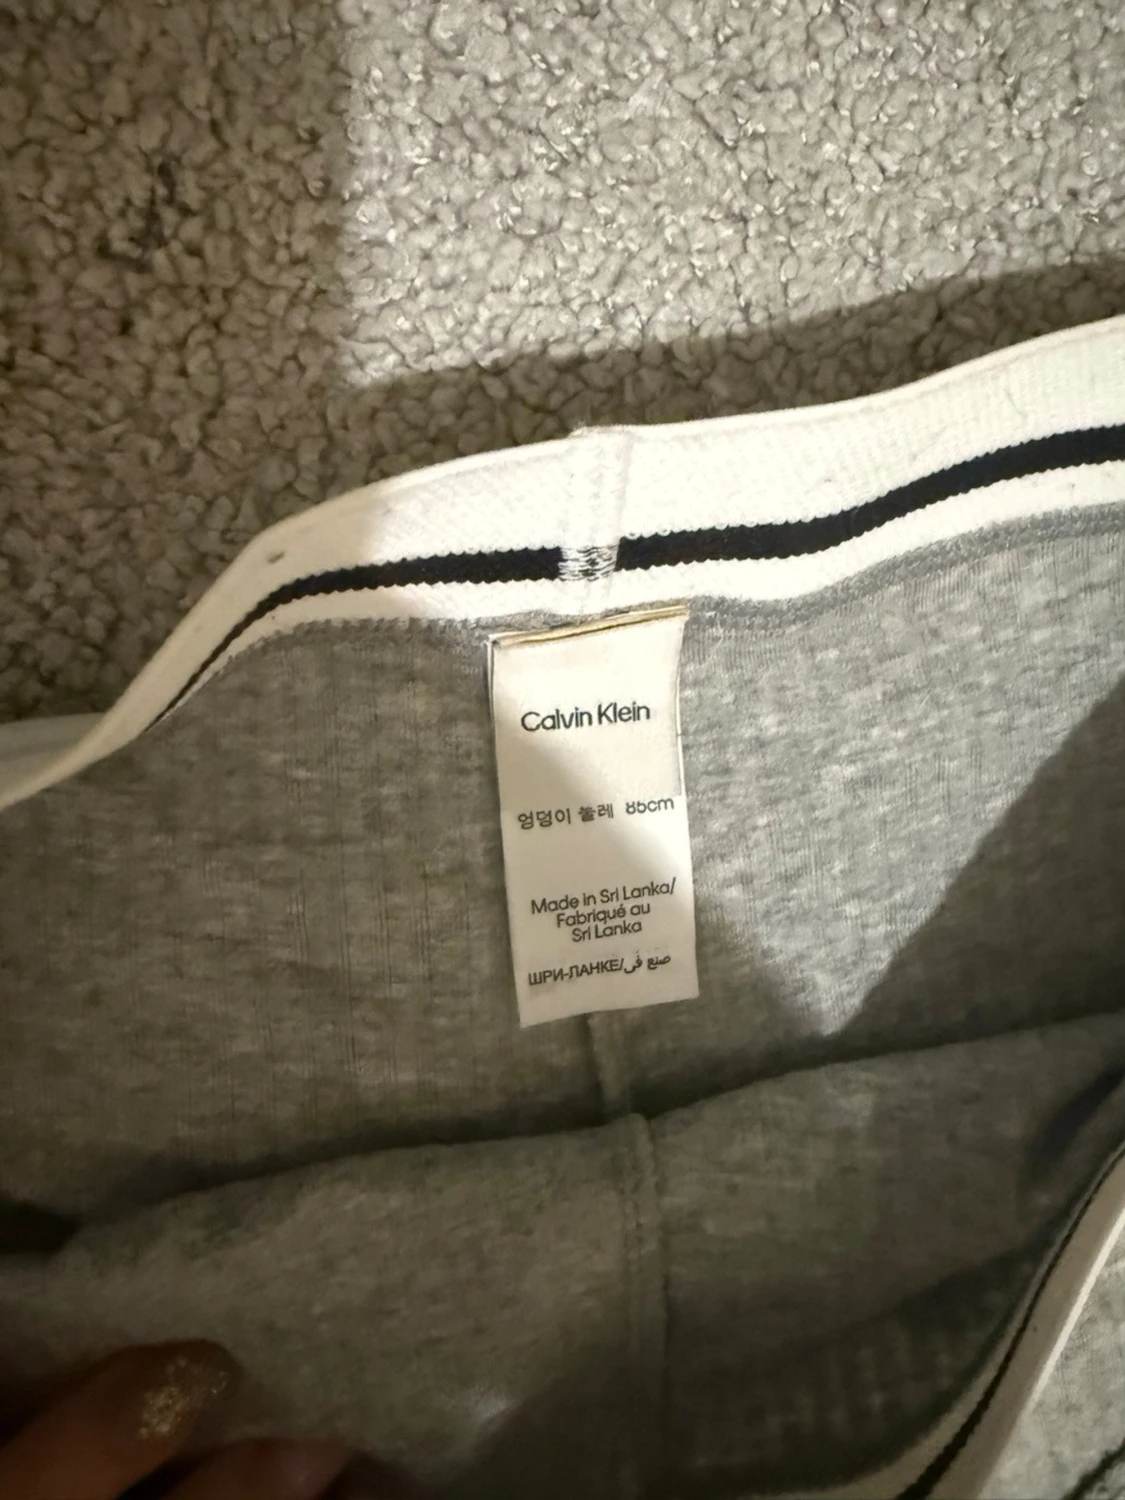 Calvin Klein
엉덩이 둘레 85cm
Made in Sri Lanka/
Fabriqué au
Sri Lanka
ШРИ-ЛАНКЕ/صنع في